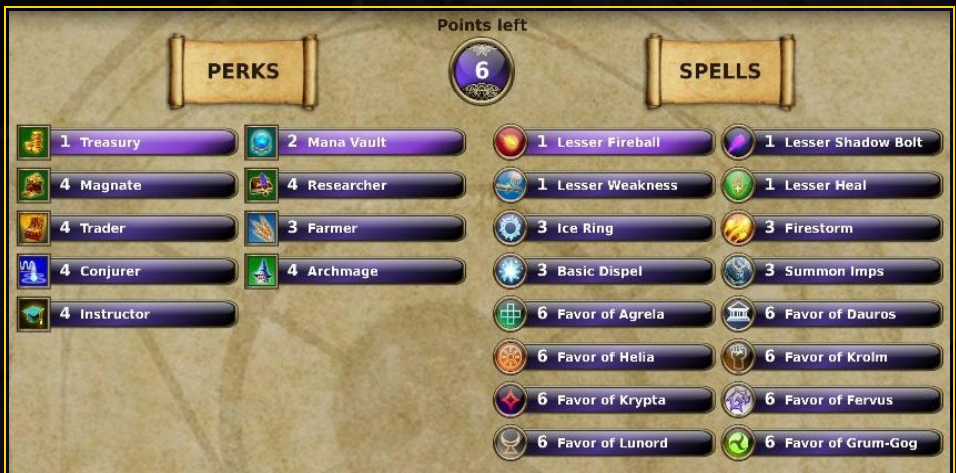 Points left
PERKS
6
SPELLS
1 Treasury
2 Mana Vault
1 Lesser Fireball
1 Lesser Shadow Bolt
4 Magnate
4 Researcher
1 Lesser Weakness
1 Lesser Heal
4 Trader
3 Farmer
3 Ice Ring
3 Firestorm
4 Conjurer
4 Archmage
3 Basic Dispel
3 Summon Imps
4 Instructor
6 Favor of Agrela
6 Favor of Dauros
6 Favor of Helia
6 Favor of Krolm
6 Favor of Krypta
6 Favor of Fervus
6 Favor of Lunord
6 Favor of Grum-Gog